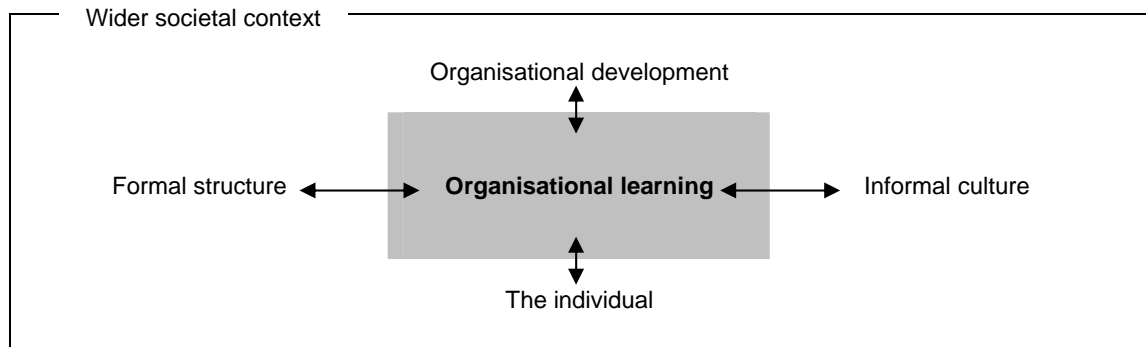 Wider societal context
Organisational development
Formal structure
Organisational learning
Informal culture
The individual